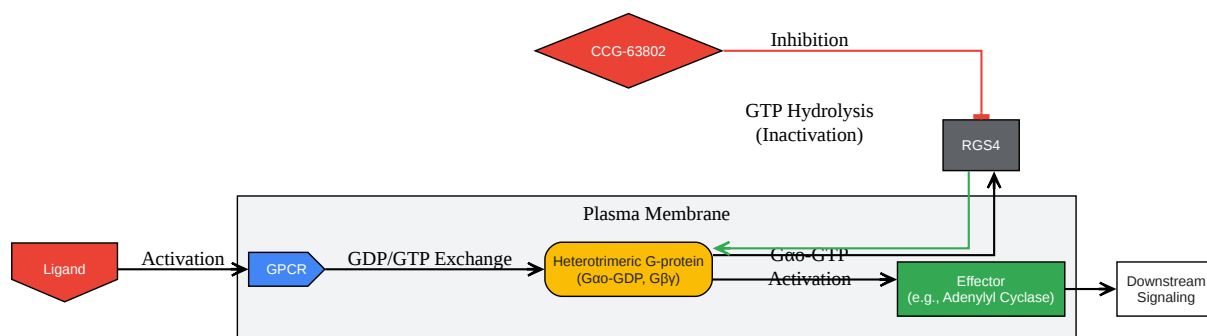 CCG-63802
Inhibition
GTP Hydrolysis
(Inactivation)
RGS4
Plasma Membrane
Ligand
Activation
GPCR
GDP/GTP Exchange
Heterotrimeric G-protein
(Gαo-GDP, Gβγ)
Gαo-GTP
Activation
Effector
(e.g., Adenylyl Cyclase)
Downstream
Signaling